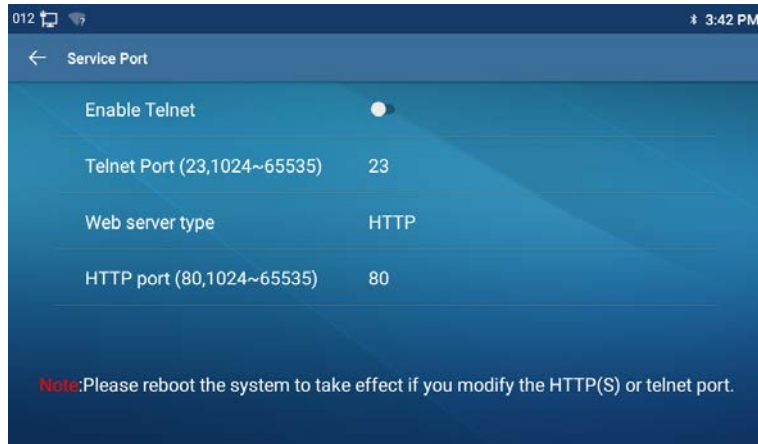 012 3:42 PM
Service Port
Enable Telnet
Telnet Port (23,1024~65535) 23
Web server type HTTP
HTTP port (80,1024~65535) 80
Note:Please reboot the system to take effect if you modify the HTTP(S) or telnet port.